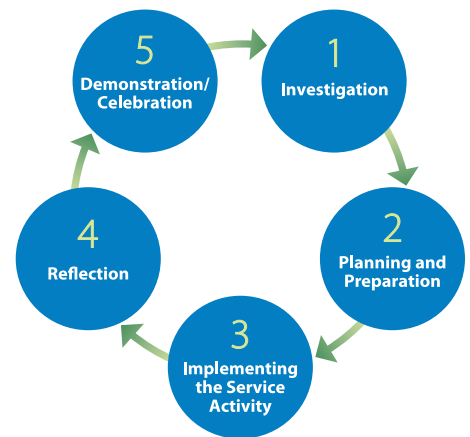 1
Investigation
2
Planning and
Preparation
3
Implementing
the Service
Activity
4
Reflection
5
Demonstration/
Celebration